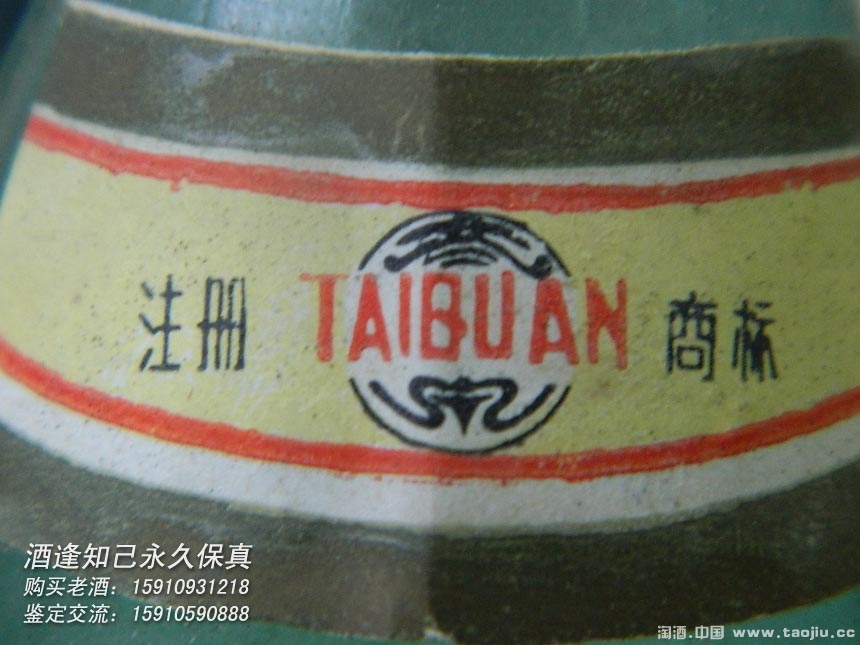 注册 TAIBUAN 商标
酒逢知己永久保真
购买老酒：15910931218
鉴定交流：15910590888
淘酒.中国 www.taojiu.cc